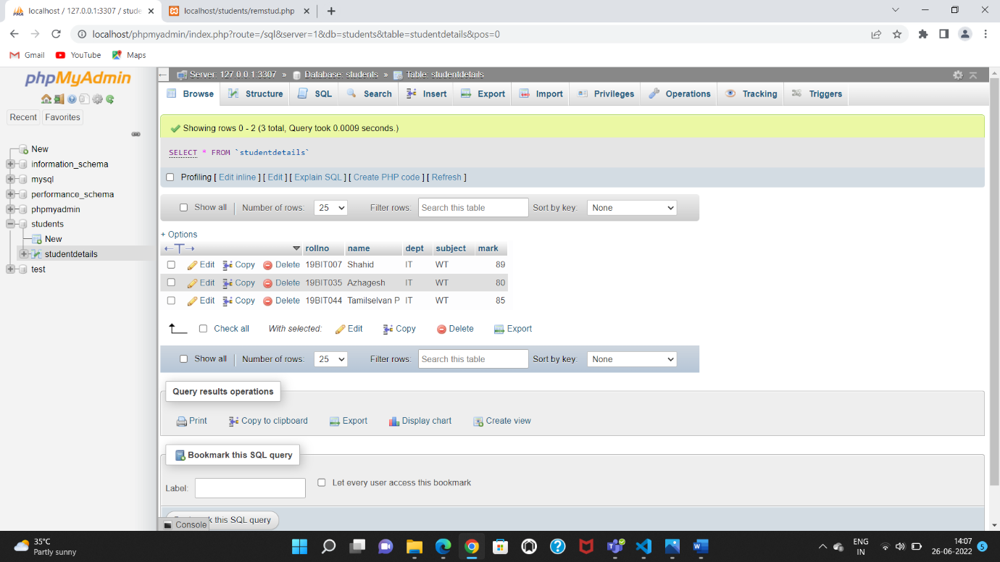 localhost / 127.0.0.1:3307 / stude
localhost/students/remstud.php
localhost/phpmyadmin/index.php?route=/sql&server=1&db=students&table=studentdetails&pos=0
Gmail YouTube Maps
phpMyAdmin
Recent Favorites
New
information_schema
mysql
performance_schema
phpmyadmin
students
New
studentdetails
test
Server: 127.0.0.1:3307 » Database: students » Table: studentdetails
Browse Structure SQL Search Insert Export Import Privileges Operations Tracking Triggers
Showing rows 0 - 2 (3 total, Query took 0.0009 seconds.)
SELECT * FROM `studentdetails`
Profiling [ Edit inline ] [ Edit ] [ Explain SQL ] [ Create PHP code ] [ Refresh ]
Show all Number of rows: 25 Filter rows: Search this table Sort by key: None
+ Options
←T→ rollno name dept subject mark
Edit Copy Delete 19BIT007 Shahid IT WT 89
Edit Copy Delete 19BIT035 Azhagesh IT WT 80
Edit Copy Delete 19BIT044 Tamilselvan P IT WT 85
Check all With selected: Edit Copy Delete Export
Show all Number of rows: 25 Filter rows: Search this table Sort by key: None
Query results operations
Print Copy to clipboard Export Display chart Create view
Bookmark this SQL query
Label: Let every user access this bookmark
k this SQL query
Console
35°C
Partly sunny
ENG
IN
14:07
26-06-2022
5